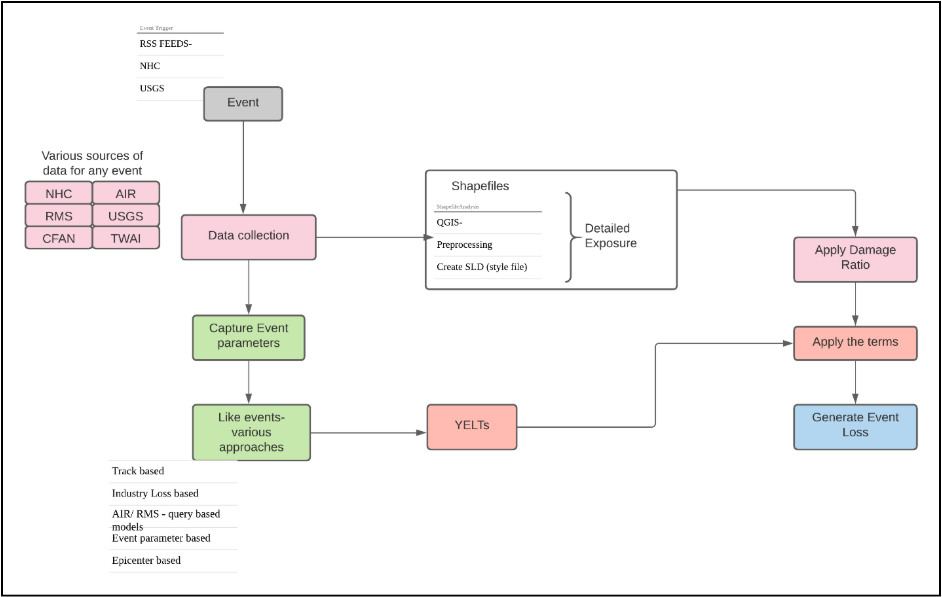 Event Trigger
RSS FEEDS-
NHC
USGS
Event
Various sources of
data for any event
NHC AIR
RMS USGS
CFAN TWAI
Data collection
Shapefiles
ShapefileAnalysis
QGIS-
Preprocessing
Create SLD (style file)
Detailed
Exposure
Apply Damage
Ratio
Capture Event
parameters
Apply the terms
Like events-
various
approaches
YELTs
Generate Event
Loss
Track based
Industry Loss based
AIR/ RMS - query based
models
Event parameter based
Epicenter based